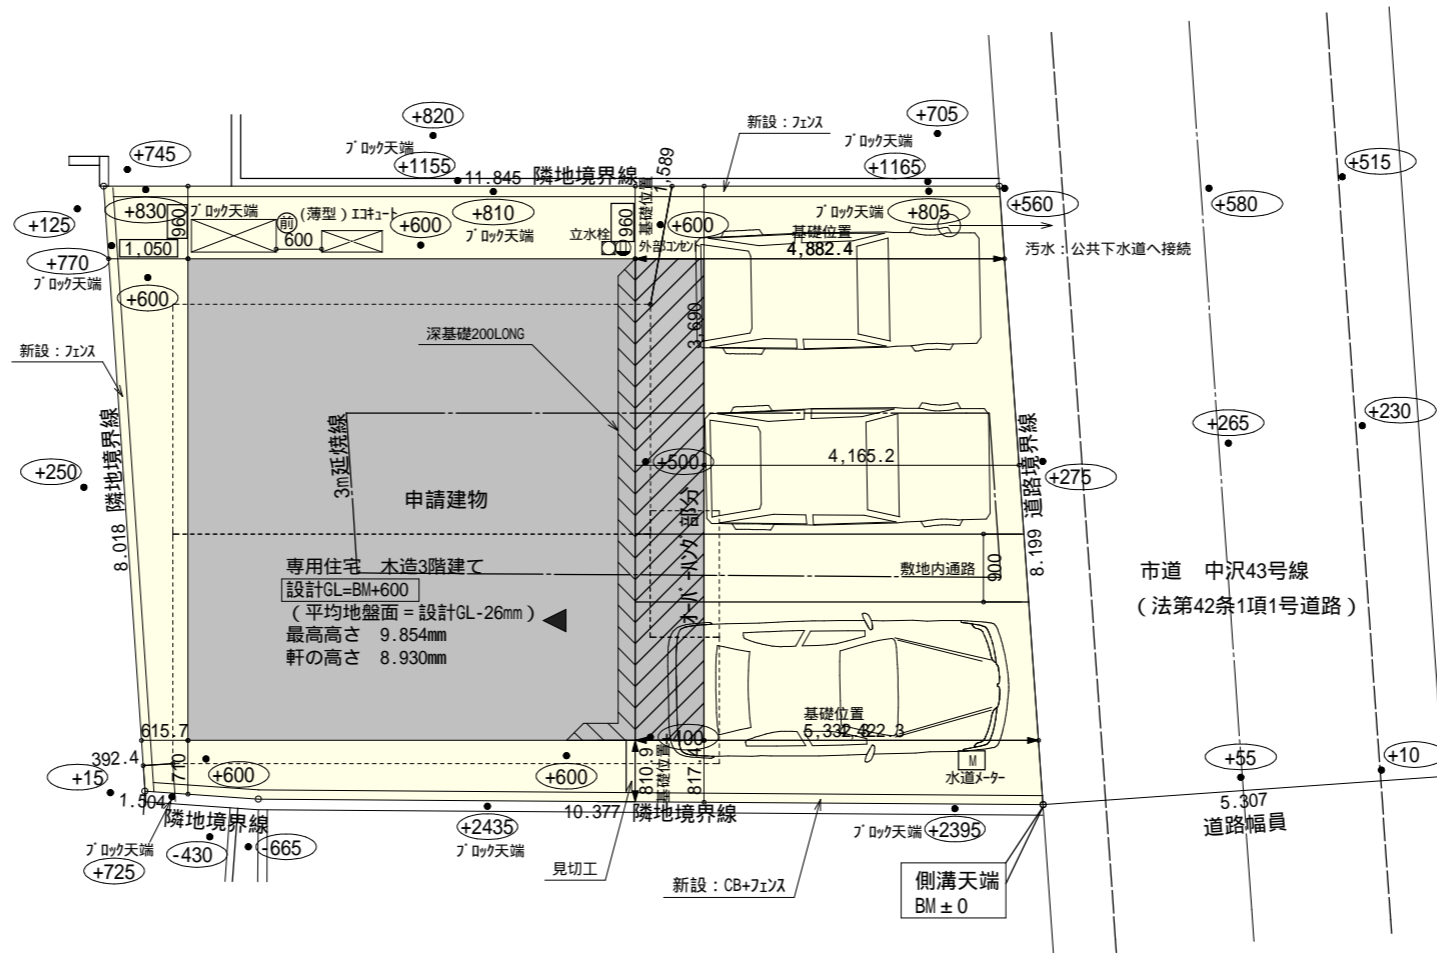 +820
ブロック天端
+1155
11.845 隣地境界線
新設：フェンス
+705
ブロック天端
+1165
+745
+515
+125
+830
960
ブロック天端
前
(薄型)エコキュート
600
+600
+810
ブロック天端
立水栓
960
基礎位置
1,589
外部コンセント
+600
ブロック天端
+805
基礎位置
4,882.4
+560
+580
汚水：公共下水道へ接続
1,050
+770
ブロック天端
+600
新設：フェンス
深基礎200LONG
3,690
3m延焼線
8.018 隣地境界線
+250
申請建物
+500
4,165.2
+265
+230
+275
8.199 道路境界線
オーバーハング部分
専用住宅　木造3階建て
設計GL=BM+600
（平均地盤面＝設計GL-26mm）
最高高さ　9.854mm
軒の高さ　8.930mm
敷地内通路
900
市道　中沢43号線
（法第42条1項1号道路）
615.7
392.4
710
+15
1.504
+600
+600
+400
810.9
基礎位置
817.4
基礎位置
M
水道メーター
+55
+10
5.307
道路幅員
隣地境界線
ブロック天端
+725
-430
-665
+2435
ブロック天端
10.377 隣地境界線
見切工
新設：CB+フェンス
ブロック天端
+2395
側溝天端
BM±0